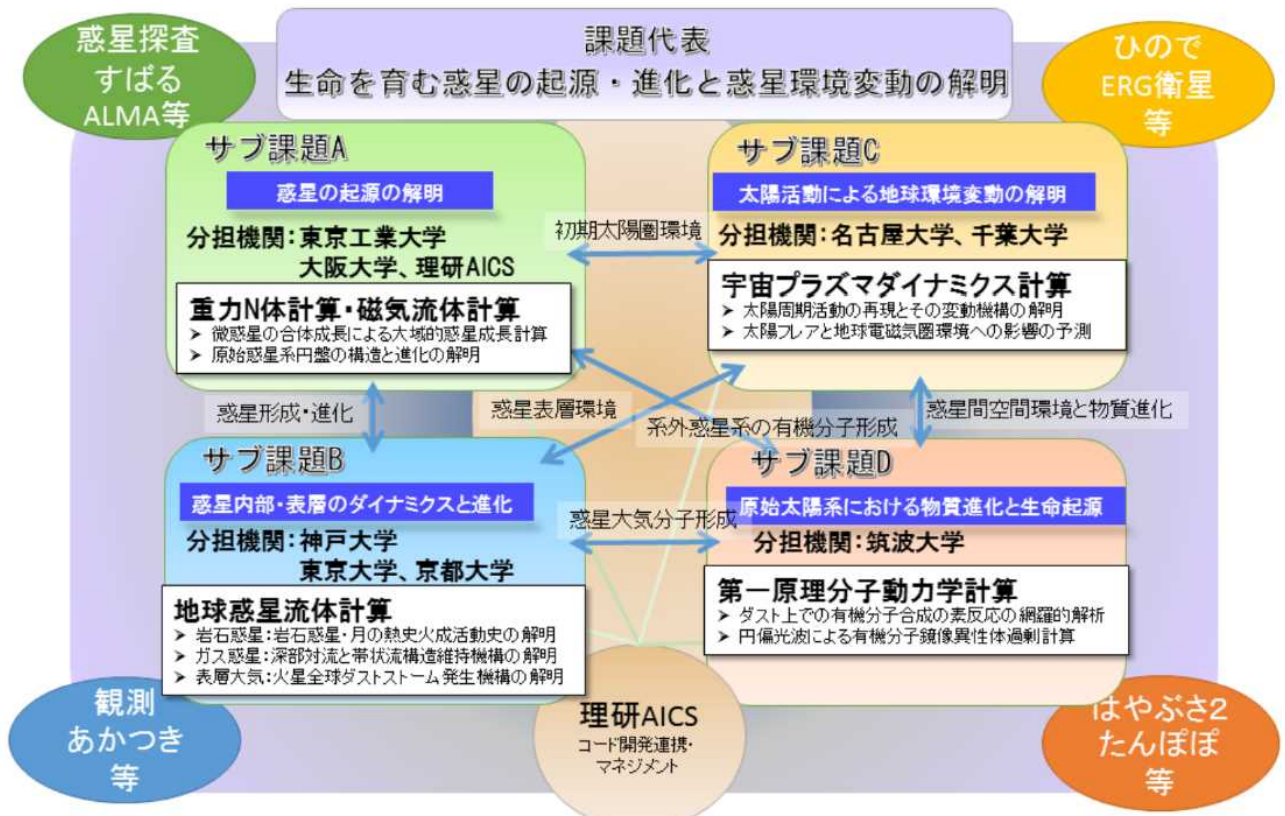 課題代表
生命を育む惑星の起源・進化と惑星環境変動の解明
惑星探査
すばる
ALMA等
ひので
ERG衛星
等
サブ課題A
惑星の起源の解明
分担機関：東京工業大学
大阪大学、理研AICS
重力N体計算・磁気流体計算
➢ 微惑星の合体成長による大域的惑星成長計算
➢ 原始惑星系円盤の構造と進化の解明
初期太陽圏環境
サブ課題C
太陽活動による地球環境変動の解明
分担機関：名古屋大学、千葉大学
宇宙プラズマダイナミクス計算
➢ 太陽周期活動の再現とその変動機構の解明
➢ 太陽フレアと地球電磁気圏環境への影響の予測
惑星形成・進化
惑星表層環境
系外惑星系の有機分子形成
惑星間空間環境と物質進化
サブ課題B
惑星内部・表層のダイナミクスと進化
分担機関：神戸大学
東京大学、京都大学
地球惑星流体計算
➢ 岩石惑星：岩石惑星・月の熱史火成活動史の解明
➢ ガス惑星：深部対流と帯状流構造維持機構の解明
➢ 表層大気：火星全球ダストストーム発生機構の解明
惑星大気分子形成
サブ課題D
原始太陽系における物質進化と生命起源
分担機関：筑波大学
第一原理分子動力学計算
➢ ダスト上での有機分子合成の素反応の網羅的解析
➢ 円偏光波による有機分子鏡像異性体過剰計算
観測
あかつき
等
理研AICS
コード開発連携・
マネジメント
はやぶさ2
たんぽぽ
等